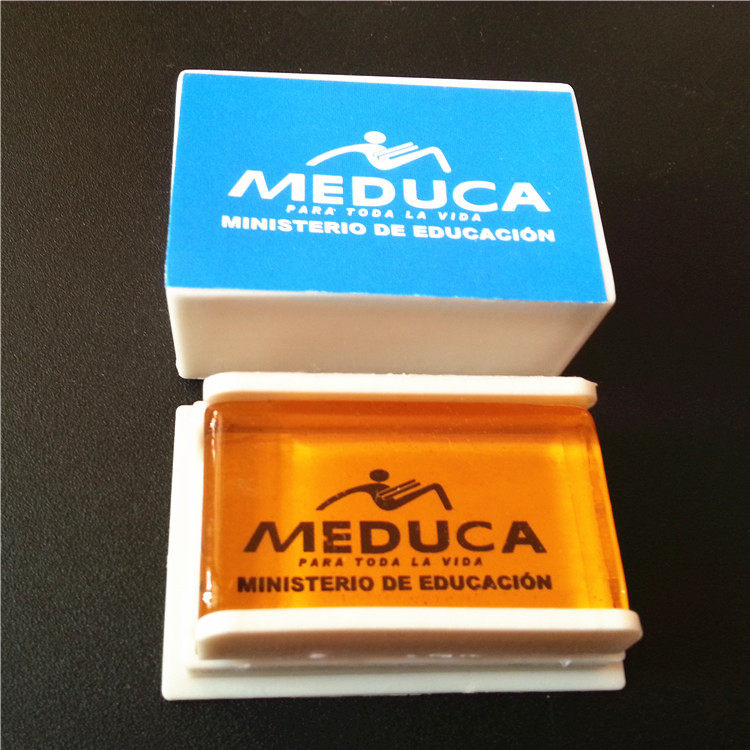 MEDUCA
PARA TODA LA VIDA
MINISTERIO DE EDUCACIÓN
MEDUCA
PARA TODA LA VIDA
MINISTERIO DE EDUCACIÓN